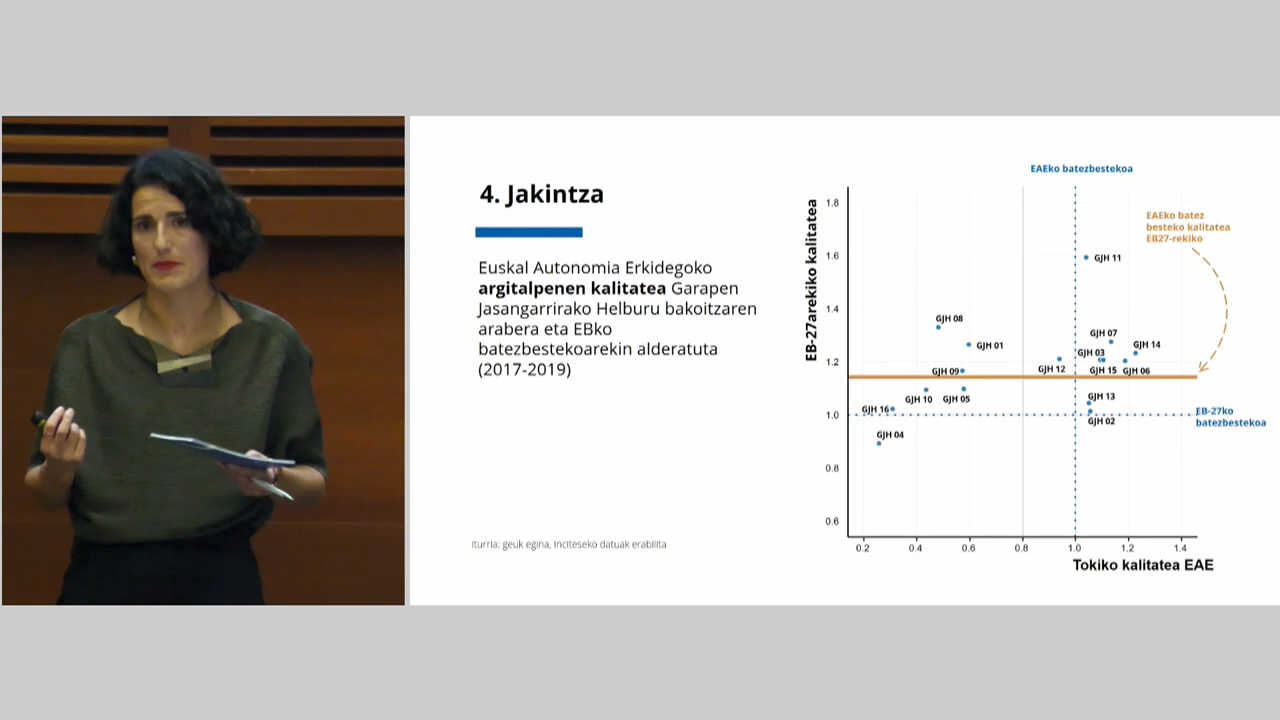 4. Jakintza
Euskal Autonomia Erkidegoko
argitalpenen kalitatea Garapen
Jasangarrirako Helburu bakoitzaren
arabera eta EBko
batezbestekoarekin alderatuta
(2017-2019)
Iturria: geuk egina, Inciteseko datuak erabilita
EAEko batezbestekoa
EB-27arekiko kalitatea
1.8
1.6
1.4
1.2
1.0
0.8
0.6
EAEko batez
besteko kalitatea
EB27-rekiko
GJH 11
GJH 08
GJH 01
GJH 07
GJH 14
GJH 03
GJH 12
GJH 15
GJH 06
GJH 09
GJH 10
GJH 05
GJH 13
GJH 16
GJH 02
GJH 04
EB-27ko
batezbestekoa
0.2
0.4
0.6
0.8
1.0
1.2
1.4
Tokiko kalitatea EAE